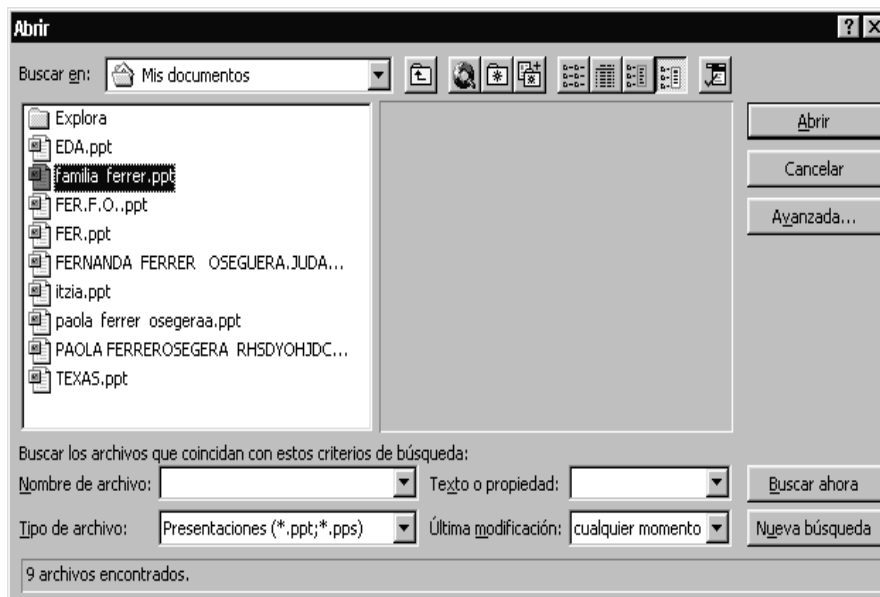 Abrir
Buscar en: Mis documentos
Explora
EDA.ppt
familia ferrer.ppt
FER.F.O..ppt
FER.ppt
FERNANDA FERRER OSEGUERA.JUDA...
itzia.ppt
paola ferrer osegeraa.ppt
PAOLA FERREROSEGERA RHSDYOHJDC...
TEXAS.ppt
Abrir
Cancelar
Avanzada...
Buscar los archivos que coincidan con estos criterios de búsqueda:
Nombre de archivo: Texto o propiedad: Buscar ahora
Tipo de archivo: Presentaciones (*.ppt;*.pps) Última modificación: cualquier momento Nueva búsqueda
9 archivos encontrados.